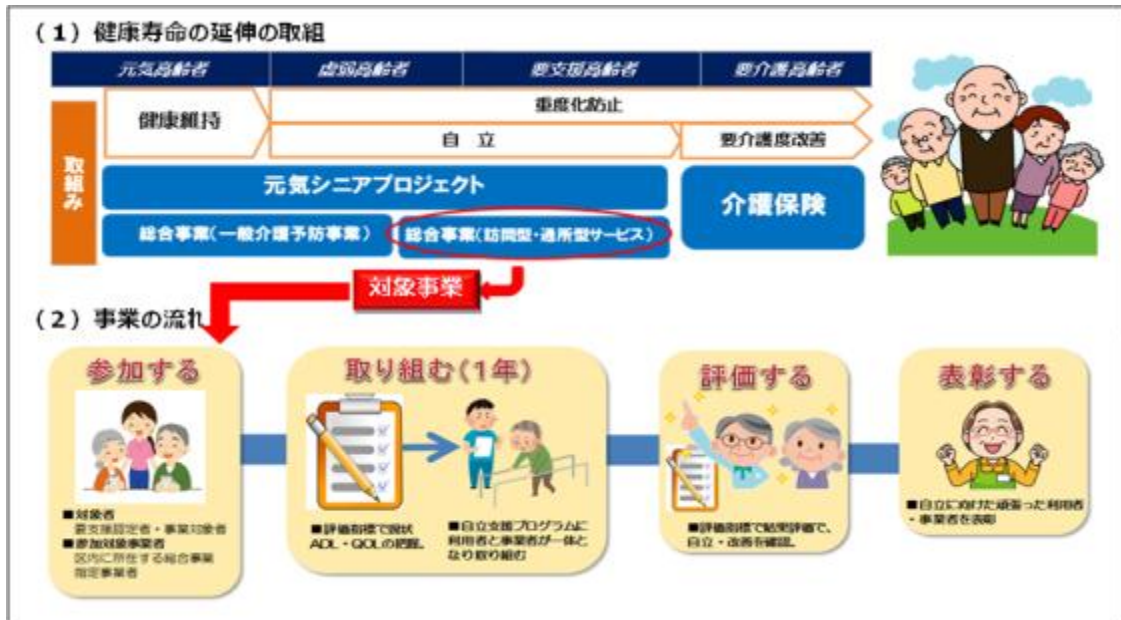 （１）健康寿命の延伸の取組
元気高齢者 虚弱高齢者 要支援高齢者 要介護高齢者
取組み
健康維持
重度化防止
自 立
要介護度改善
元気シニアプロジェクト
介護保険
総合事業（一般介護予防事業）
総合事業（訪問型・通所型サービス）
対象事業
（２）事業の流れ
参加する
■対象者
要支援認定者・事業対象者
■参加対象事業者
区内に所在する総合事業
指定事業者
取り組む（1年）
■評価指標で現状
ADL・QOLの把握。
■自立支援プログラムに
利用者と事業者が一体と
なり取り組む
評価する
■評価指標で結果評価で、
自立・改善を確認。
表彰する
■自立に向けた頑張った利用者
・事業者を表彰